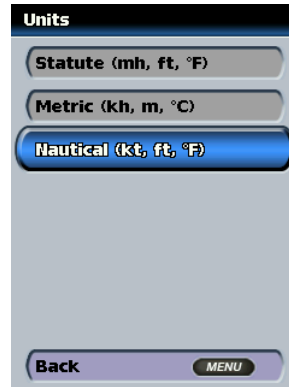 Units
Statute (mh, ft, °F)
Metric (kh, m, °C)
Nautical (kt, ft, °F)
Back MENU